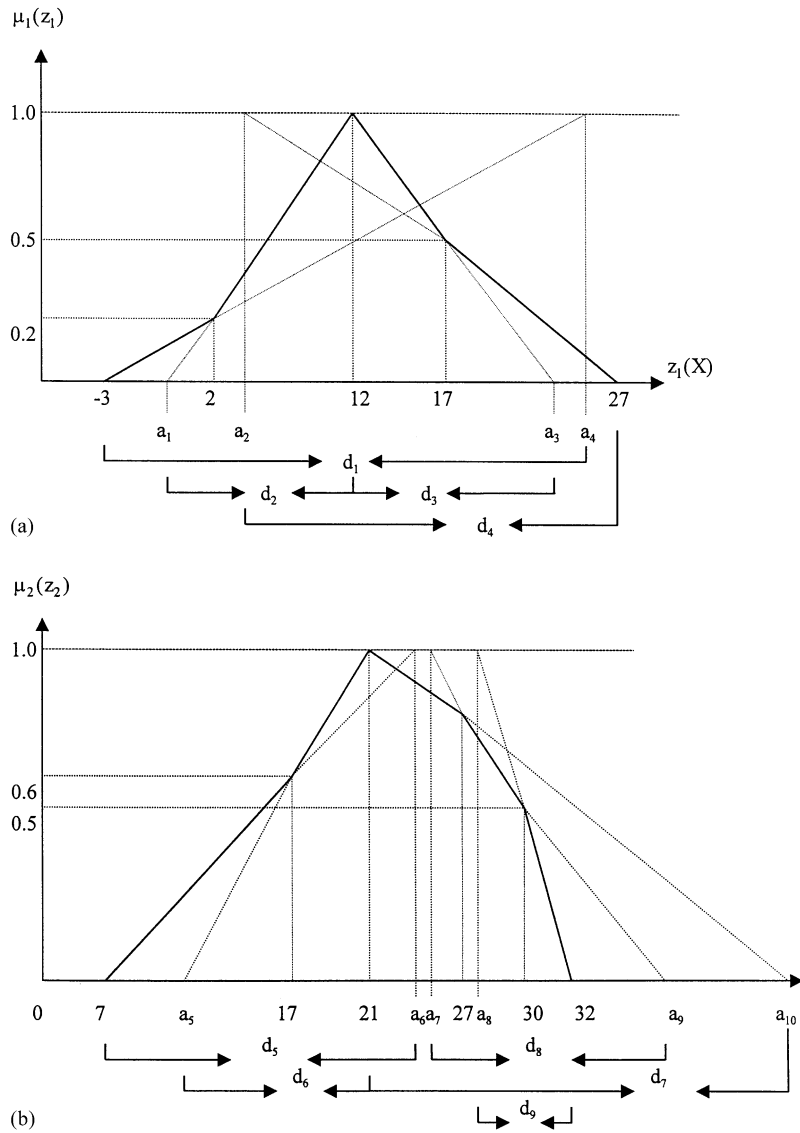 μ₁(z₁)
1.0
0.5
0.2
z₁(X)
-3 2 12 17 27
a₁ a₂ a₃ a₄
d₁
d₂ d₃
d₄
(a)
μ₂(z₂)
1.0
0.6
0.5
0 7 a₅ 17 21 a₆ a₇ 27 a₈ 30 32 a₉ a₁₀
d₅ d₈
d₆ d₇
d₉
(b)